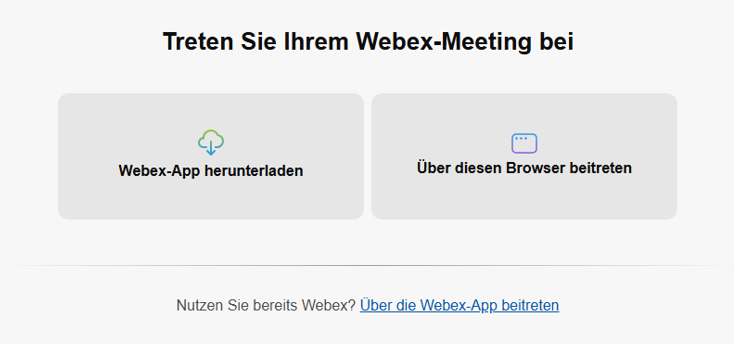 Treten Sie Ihrem Webex-Meeting bei
Webex-App herunterladen
Über diesen Browser beitreten
Nutzen Sie bereits Webex? Über die Webex-App beitreten